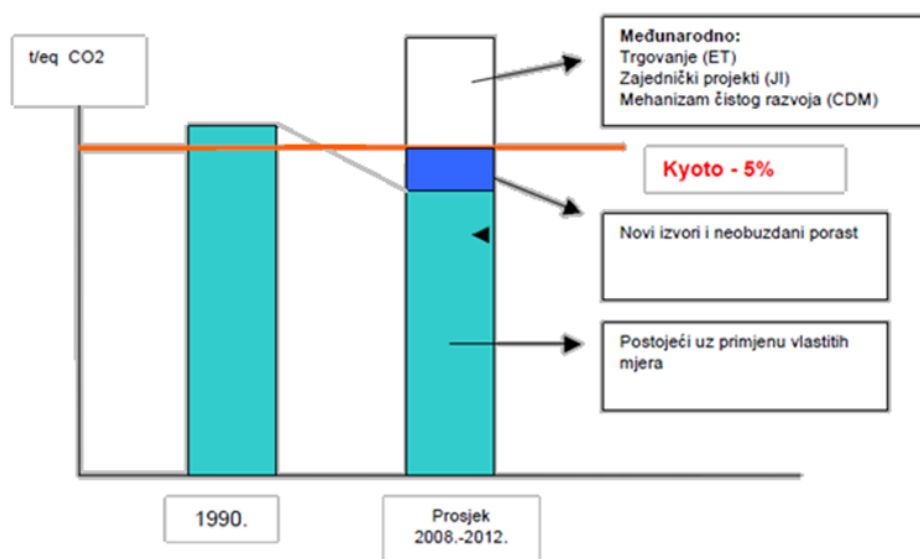 t/eq CO2
Međunarodno:
Trgovanje (ET)
Zajednički projekti (JI)
Mehanizam čistog razvoja (CDM)
Kyoto - 5%
Novi izvori i neobuzdani porast
Postojeći uz primjenu vlastitih
mjera
1990.
Prosjek
2008.-2012.